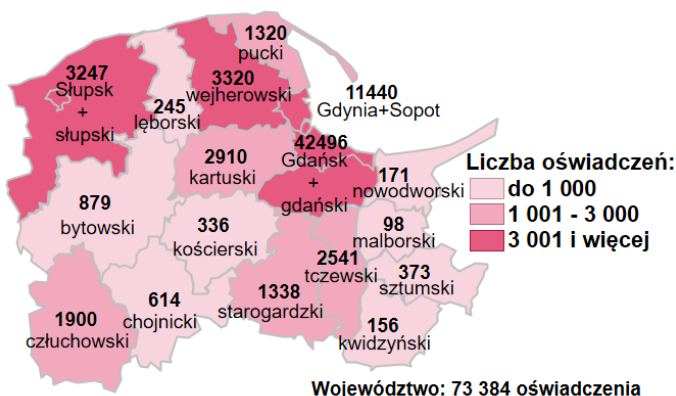 1320
pucki
3247
Słupsk
+
słupski
3320
wejherowski
245
lęborski
11440
Gdynia+Sopot
42496
Gdańsk
+
gdański
2910
kartuski
171
nowodworski
Liczba oświadczeń:
do 1 000
1 001 - 3 000
3 001 i więcej
879
bytowski
336
kościerski
98
malborski
2541
tczewski
373
sztumski
614
chojnicki
1338
starogardzki
1900
człuchowski
156
kwidzyński
Województwo: 73 384 oświadczenia